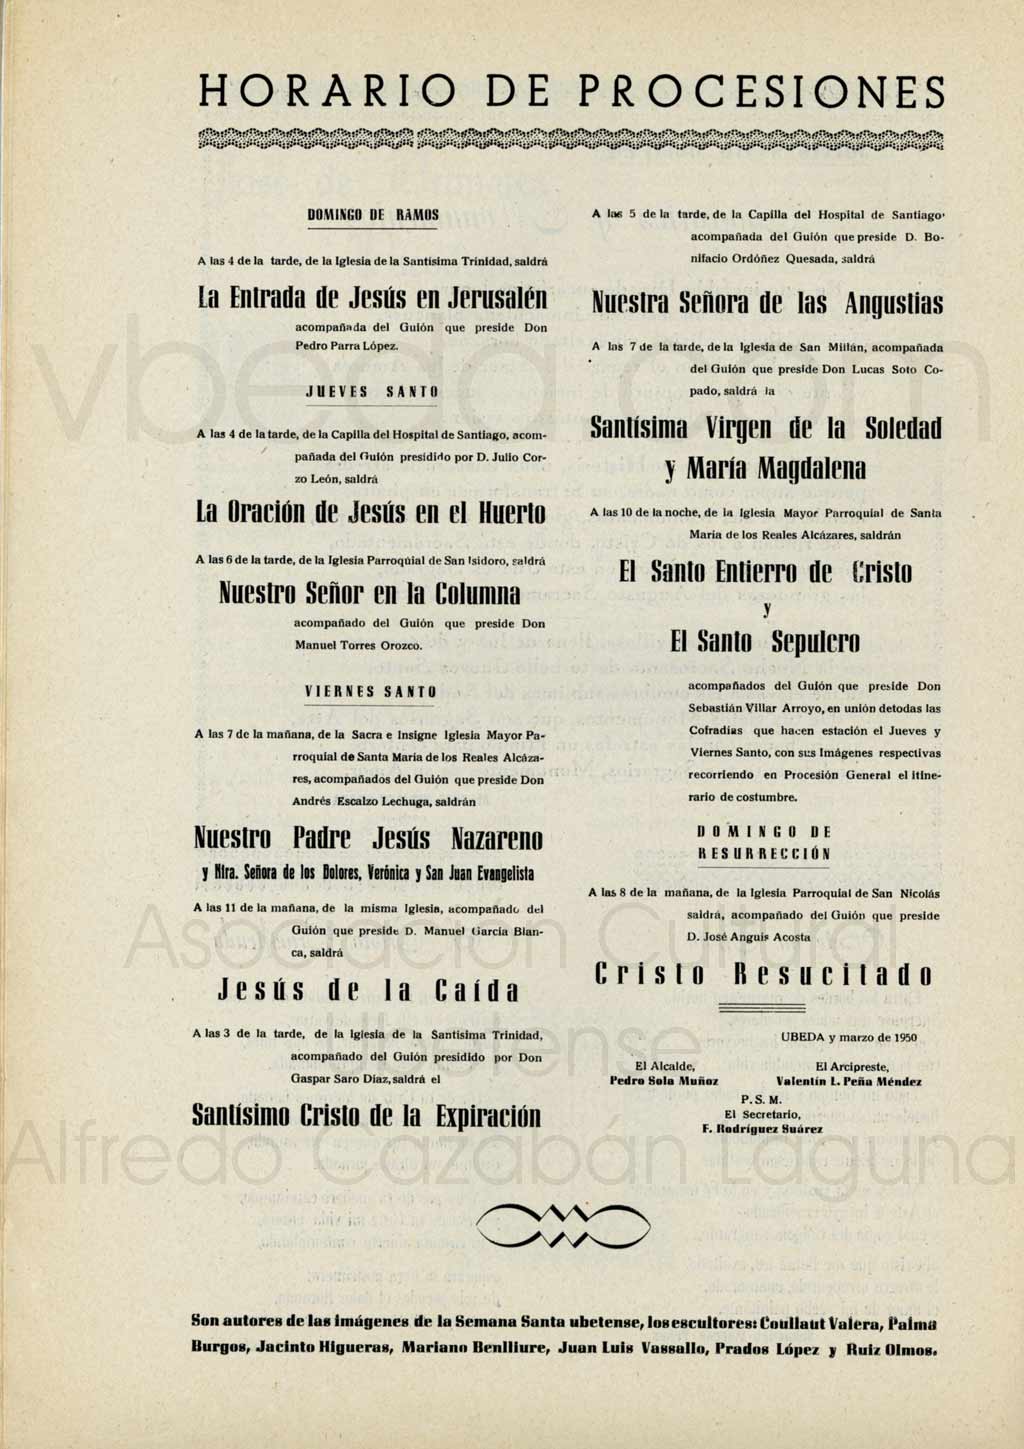 HORARIO DE PROCESIONES
DOMINGO DE RAMOS
A las 4 de la tarde, de la Iglesia de la Santísima Trinidad, saldrá
La Entrada de Jesús en Jerusalén
acompañada del Guión que preside Don
Pedro Parra López.
JUEVES SANTO
A las 4 de la tarde, de la Capilla del Hospital de Santiago, acom-
pañada del Guión presidido por D. Julio Cor-
zo León, saldrá
La Oración de Jesús en el Huerto
A las 6 de la tarde, de la Iglesia Parroquial de San Isidoro, saldrá
Nuestro Señor en la Columna
acompañado del Guión que preside Don
Manuel Torres Orozco.
VIERNES SANTO
A las 7 de la mañana, de la Sacra e Insigne Iglesia Mayor Pa-
rroquial de Santa María de los Reales Alcáza-
res, acompañados del Guión que preside Don
Andrés Escalzo Lechuga, saldrán
Nuestro Padre Jesús Nazareno
y Ntra. Señora de los Dolores, Verónica y San Juan Evangelista
A las 11 de la mañana, de la misma Iglesia, acompañado del
Guión que preside D. Manuel García Blan-
ca, saldrá
Jesús de la Caída
A las 3 de la tarde, de la Iglesia de la Santísima Trinidad,
acompañado del Guión presidido por Don
Gaspar Saro Díaz, saldrá el
Santísimo Cristo de la Expiración
A las 5 de la tarde, de la Capilla del Hospital de Santiago
acompañada del Guión que preside D. Bo-
nifacio Ordóñez Quesada, saldrá
Nuestra Señora de las Angustias
A las 7 de la tarde, de la Iglesia de San Millán, acompañada
del Guión que preside Don Lucas Soto Co-
pado, saldrá la
Santísima Virgen de la Soledad
y María Magdalena
A las 10 de la noche, de la Iglesia Mayor Parroquial de Santa
María de los Reales Alcázares, saldrán
El Santo Entierro de Cristo
y
El Santo Sepulcro
acompañados del Guión que preside Don
Sebastián Villar Arroyo, en unión detodas las
Cofradías que hacen estación el Jueves y
Viernes Santo, con sus Imágenes respectivas
recorriendo en Procesión General el itine-
rario de costumbre.
DOMINGO DE
RESURRECCIÓN
A las 8 de la mañana, de la Iglesia Parroquial de San Nicolás
saldrá, acompañado del Guión que preside
D. José Anguis Acosta
Cristo Resucitado
UBEDA y marzo de 1950
El Alcalde, El Arcipreste,
Pedro Sola Muñoz Valentín L. Peña Méndez
P. S. M.
El Secretario,
F. Rodríguez Suárez
Son autores de las imágenes de la Semana Santa ubetense, los escultores: Coullaut Valera, Palma
Burgos, Jacinto Higueras, Mariano Benlliure, Juan Luis Vassallo, Prados López y Ruiz Olmos.
vbeda.com
Asociación Cultural
Ubetense
Alfredo Cazabán Laguna